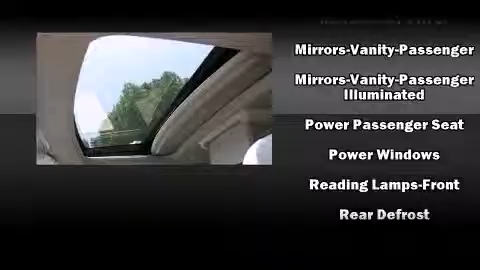 Mirrors-Vanity-Passenger
Mirrors-Vanity-Passenger
Illuminated
Power Passenger Seat
Power Windows
Reading Lamps-Front
Rear Defrost